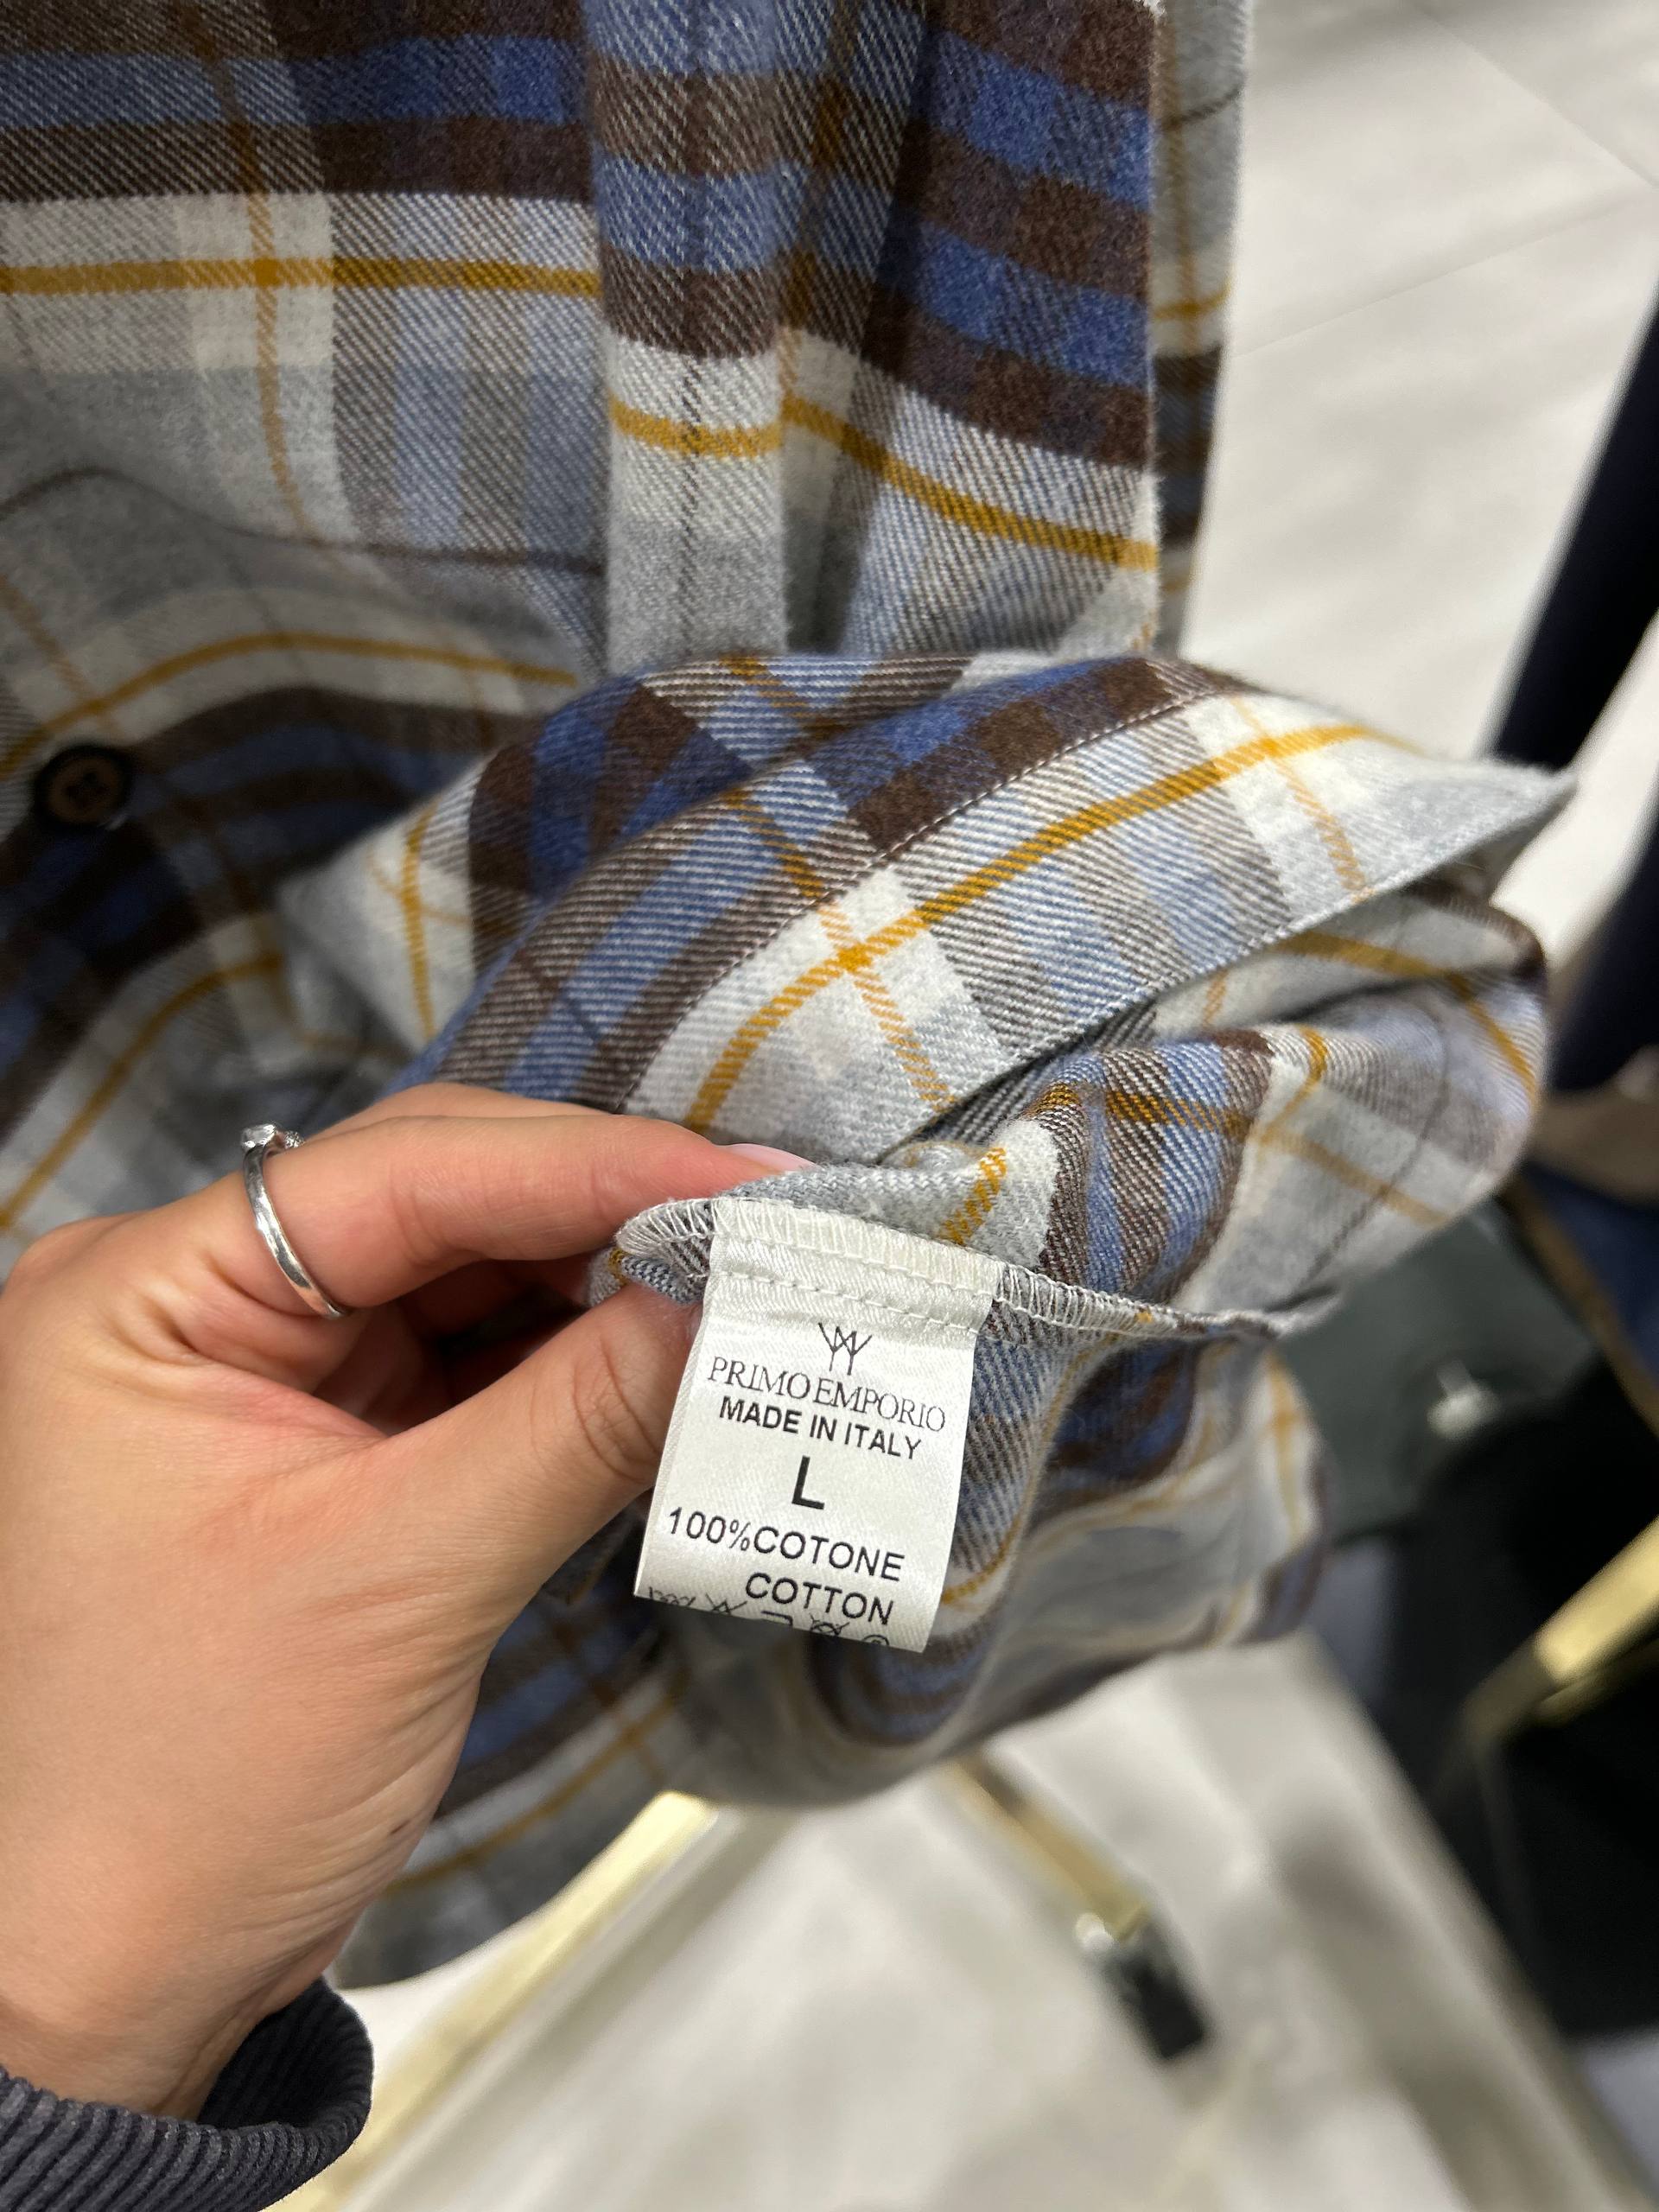 PRIMO EMPORIO
MADE IN ITALY
L
100%COTONE
COTTON